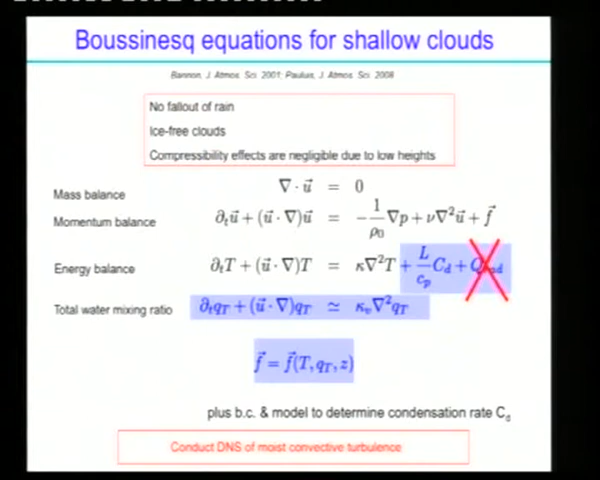 Boussinesq equations for shallow clouds
Bannon, J. Atmos. Sci. 2001; Pauluis, J. Atmos. Sci. 2008
No fallout of rain
Ice-free clouds
Compressibility effects are negligible due to low heights
Mass balance ∇ · u⃗ = 0
Momentum balance ∂ₜu⃗ + (u⃗ · ∇)u⃗ = −1/ρ₀ ∇p + ν∇²u⃗ + f⃗
Energy balance ∂ₜT + (u⃗ · ∇)T = κ∇²T + L/cₚ C_d + Q_rad
Total water mixing ratio ∂ₜq_T + (u⃗ · ∇)q_T ≃ κᵥ∇²q_T
f⃗ = f⃗(T, q_T, z)
plus b.c. & model to determine condensation rate C_d
Conduct DNS of moist convective turbulence